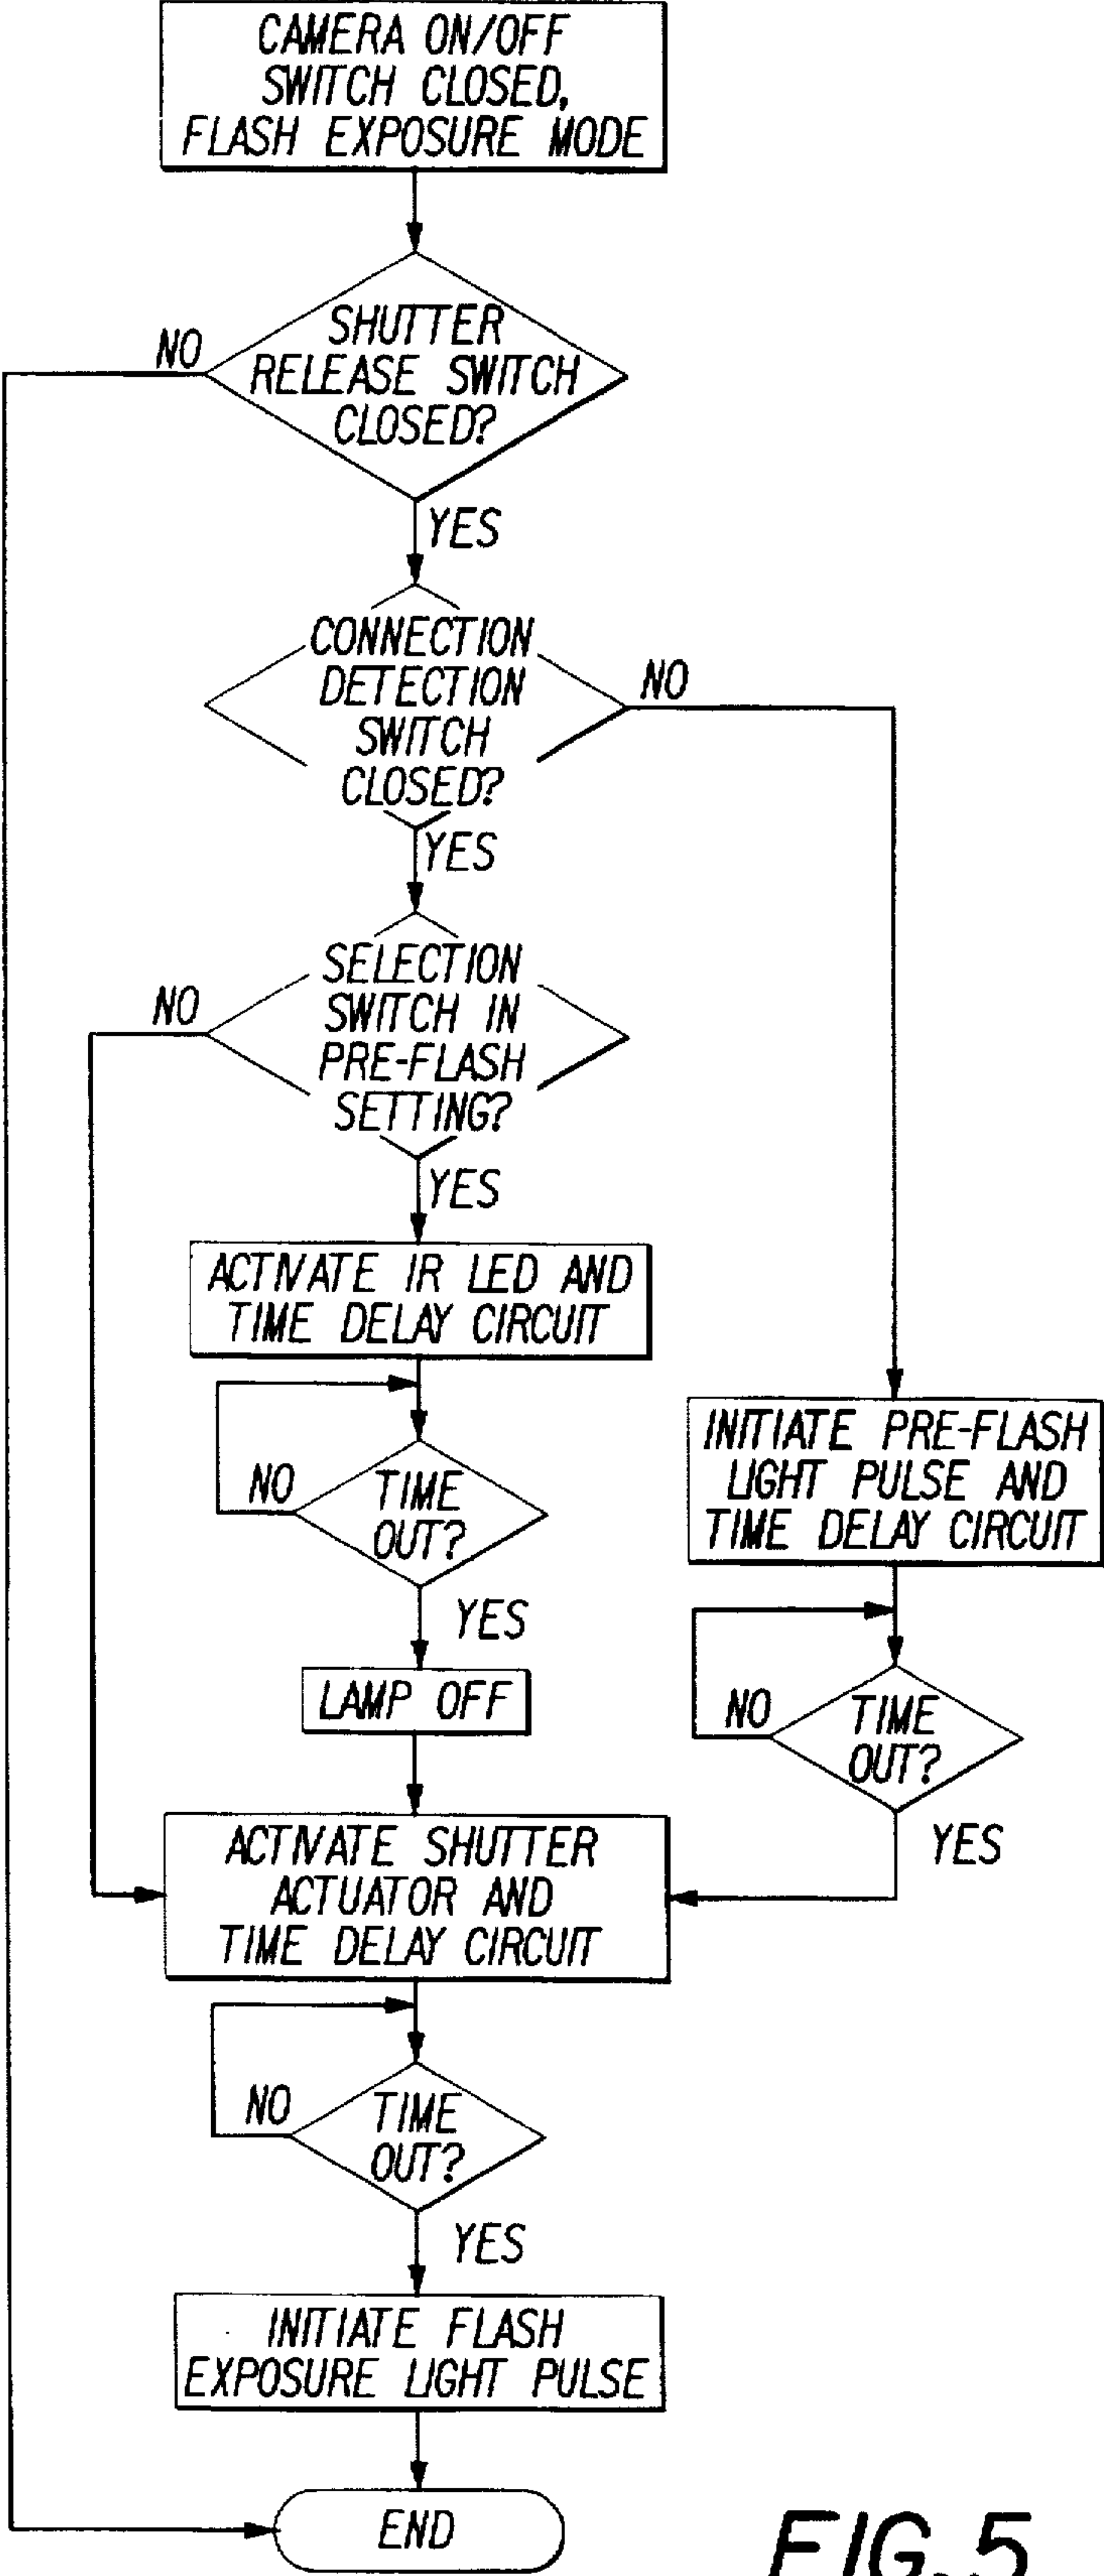 CAMERA ON/OFF
SWITCH CLOSED,
FLASH EXPOSURE MODE
SHUTTER
RELEASE SWITCH
CLOSED?
NO
YES
CONNECTION
DETECTION
SWITCH
CLOSED?
NO
YES
SELECTION
SWITCH IN
PRE-FLASH
SETTING?
NO
YES
ACTIVATE IR LED AND
TIME DELAY CIRCUIT
TIME
OUT?
NO
YES
LAMP OFF
INITIATE PRE-FLASH
LIGHT PULSE AND
TIME DELAY CIRCUIT
TIME
OUT?
NO
YES
ACTIVATE SHUTTER
ACTUATOR AND
TIME DELAY CIRCUIT
TIME
OUT?
NO
YES
INITIATE FLASH
EXPOSURE LIGHT PULSE
END
FIG. 5